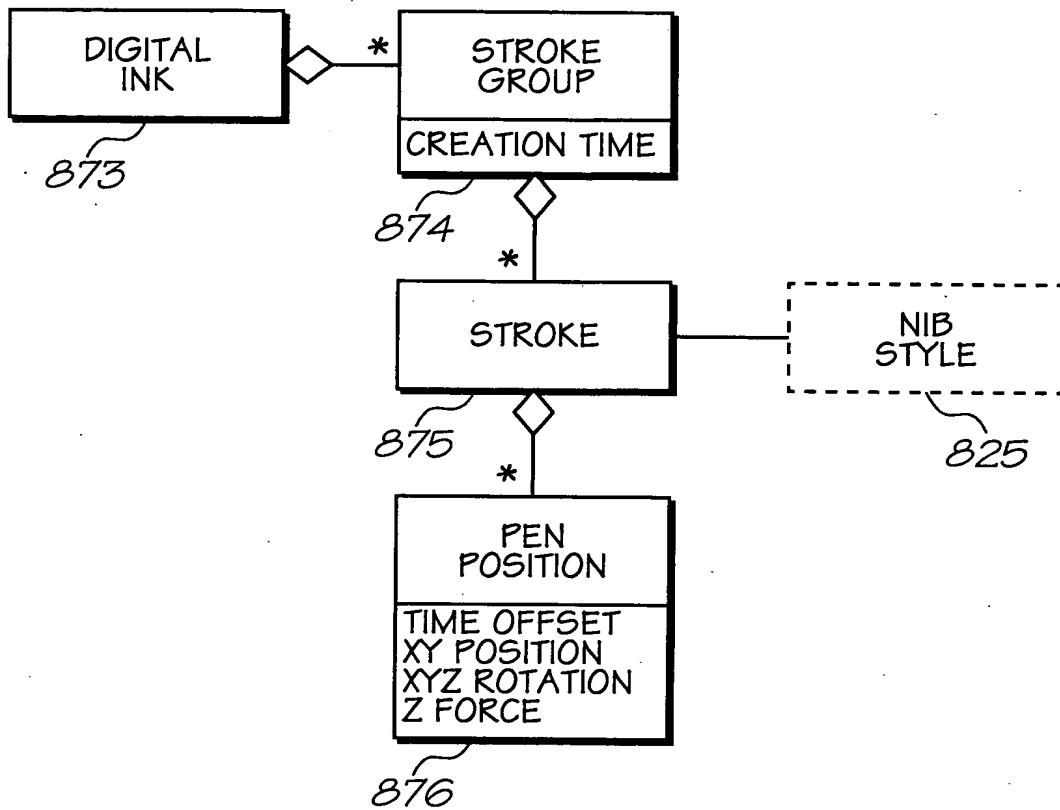 DIGITAL
INK
873
*
STROKE
GROUP
CREATION TIME
874
*
STROKE
875
NIB
STYLE
825
*
PEN
POSITION
TIME OFFSET
XY POSITION
XYZ ROTATION
Z FORCE
876